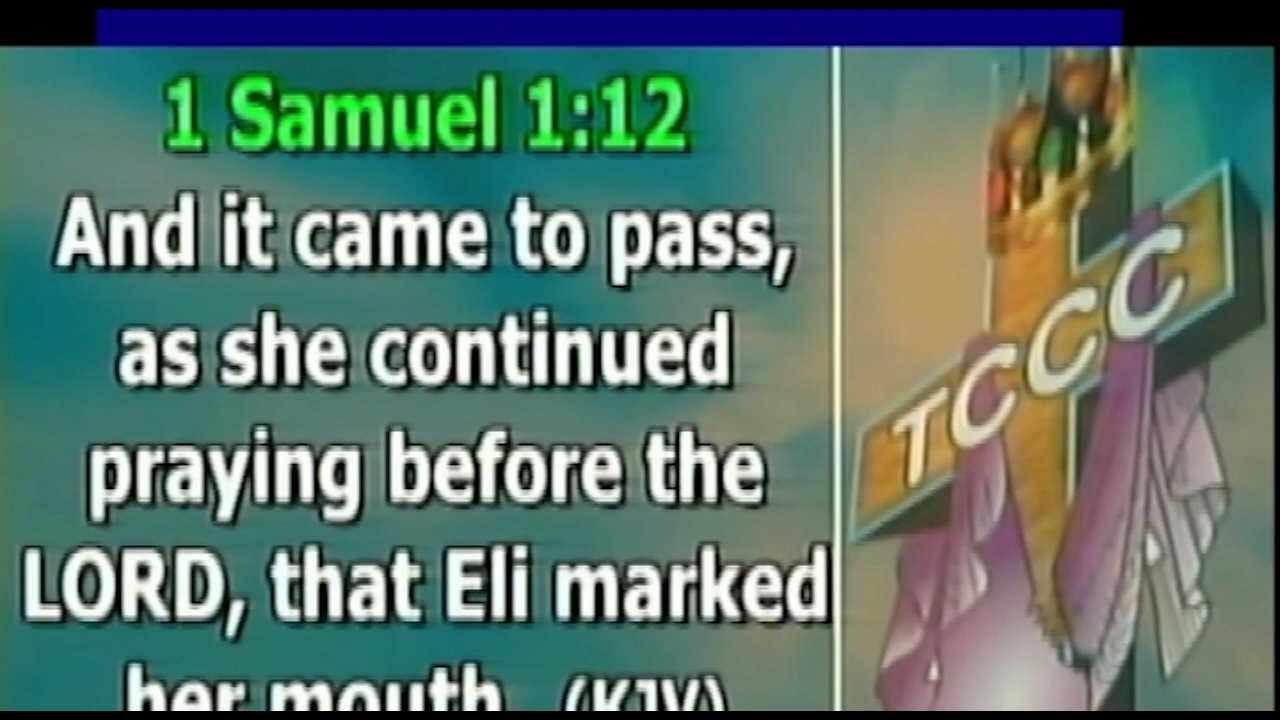 1 Samuel 1:12
And it came to pass,
as she continued
praying before the
LORD, that Eli marked
her mouth. (KJV)
TCCC